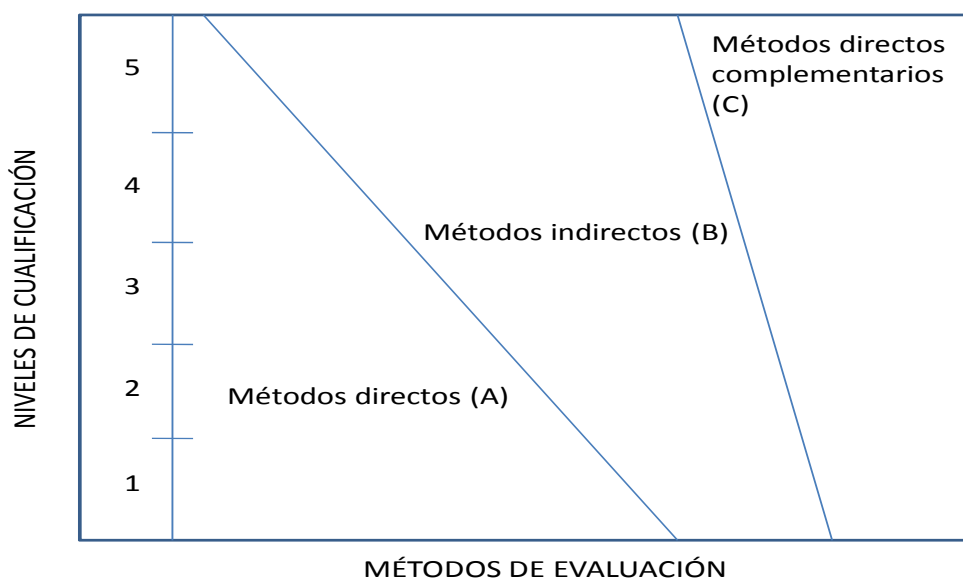 NIVELES DE CUALIFICACIÓN
5
4
3
2
1
Métodos directos
complementarios
(C)
Métodos indirectos (B)
Métodos directos (A)
MÉTODOS DE EVALUACIÓN